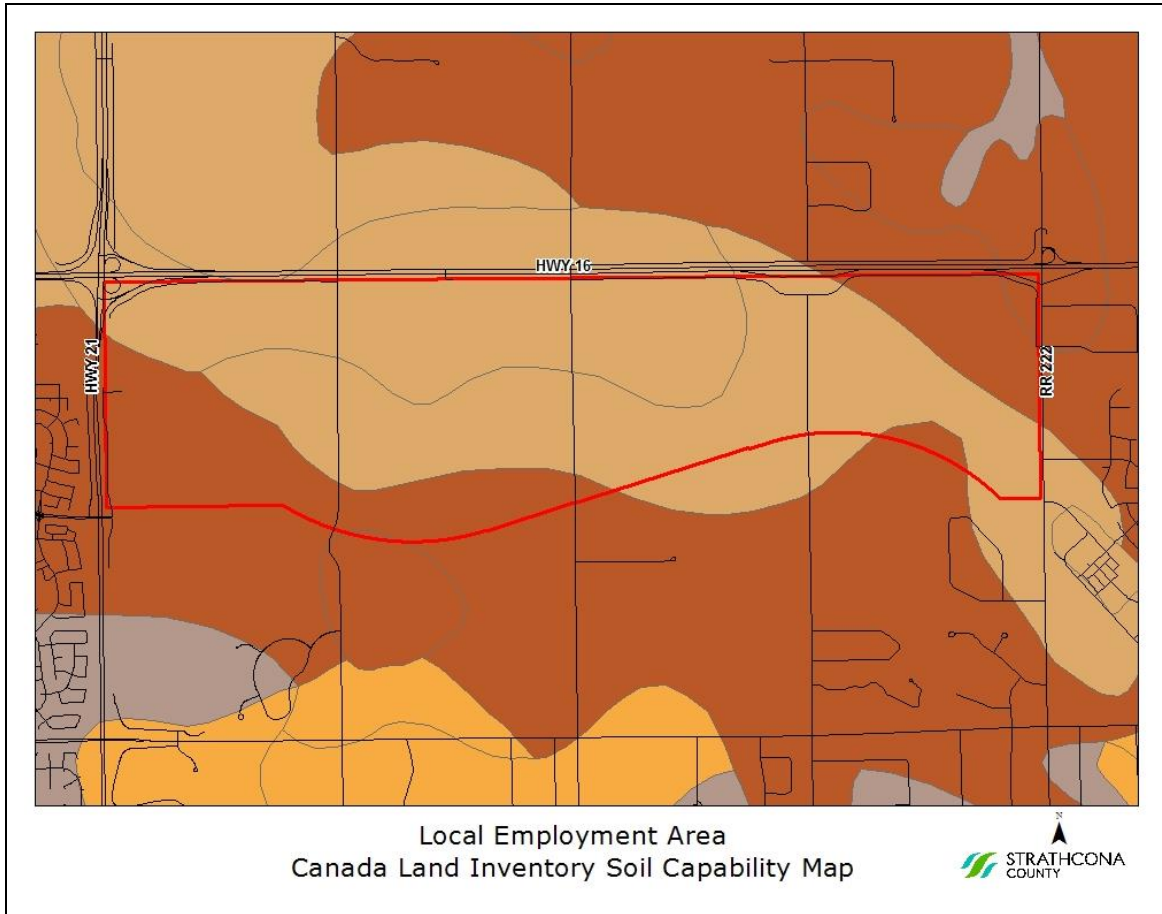 HWY 16
HWY 21
RR 222
Local Employment Area
Canada Land Inventory Soil Capability Map
N
STRATHCONA
COUNTY